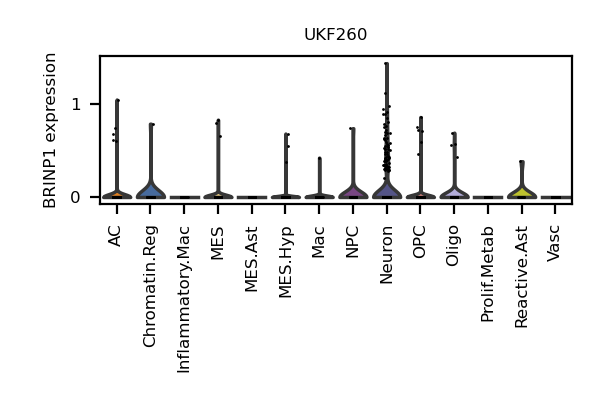 UKF260
BRINP1 expression
1
0
AC
Chromatin.Reg
Inflammatory.Mac
MES
MES.Ast
MES.Hyp
Mac
NPC
Neuron
OPC
Oligo
Prolif.Metab
Reactive.Ast
Vasc